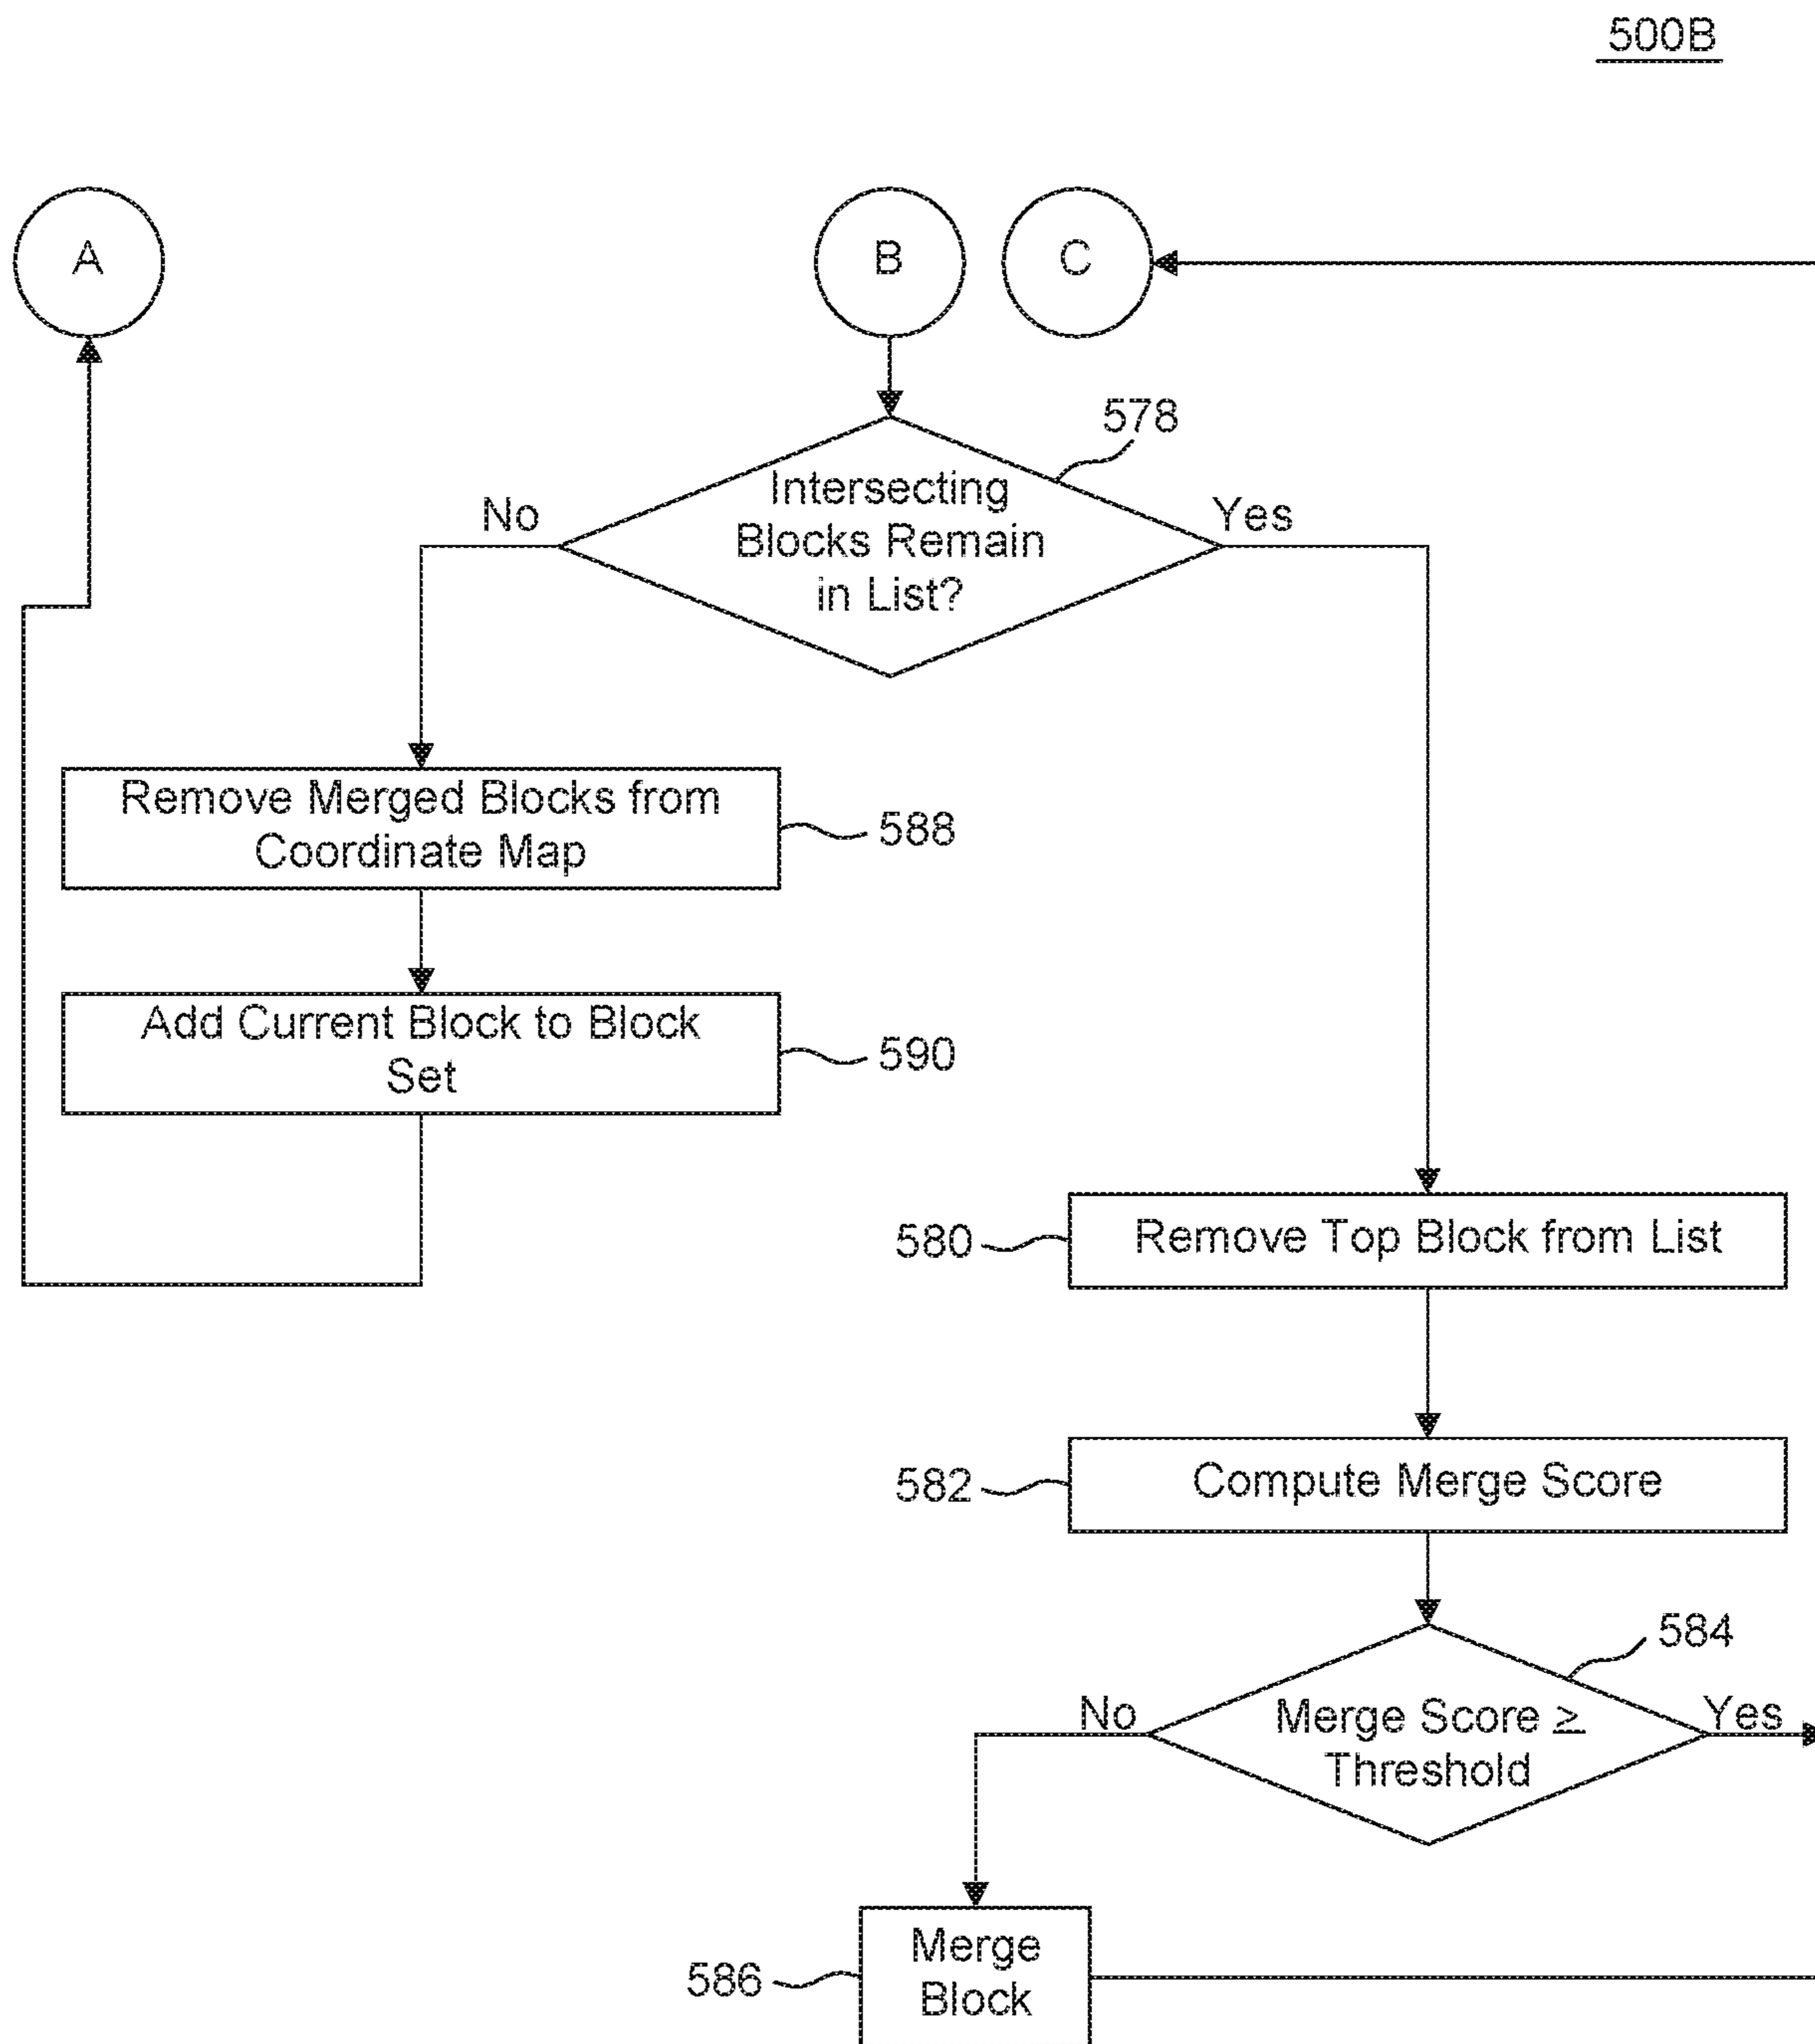 500B
A
B
C
578
No
Intersecting
Blocks Remain
in List?
Yes
Remove Merged Blocks from
Coordinate Map
588
Add Current Block to Block
Set
590
580
Remove Top Block from List
582
Compute Merge Score
584
No
Merge Score ≥
Threshold
Yes
586
Merge
Block